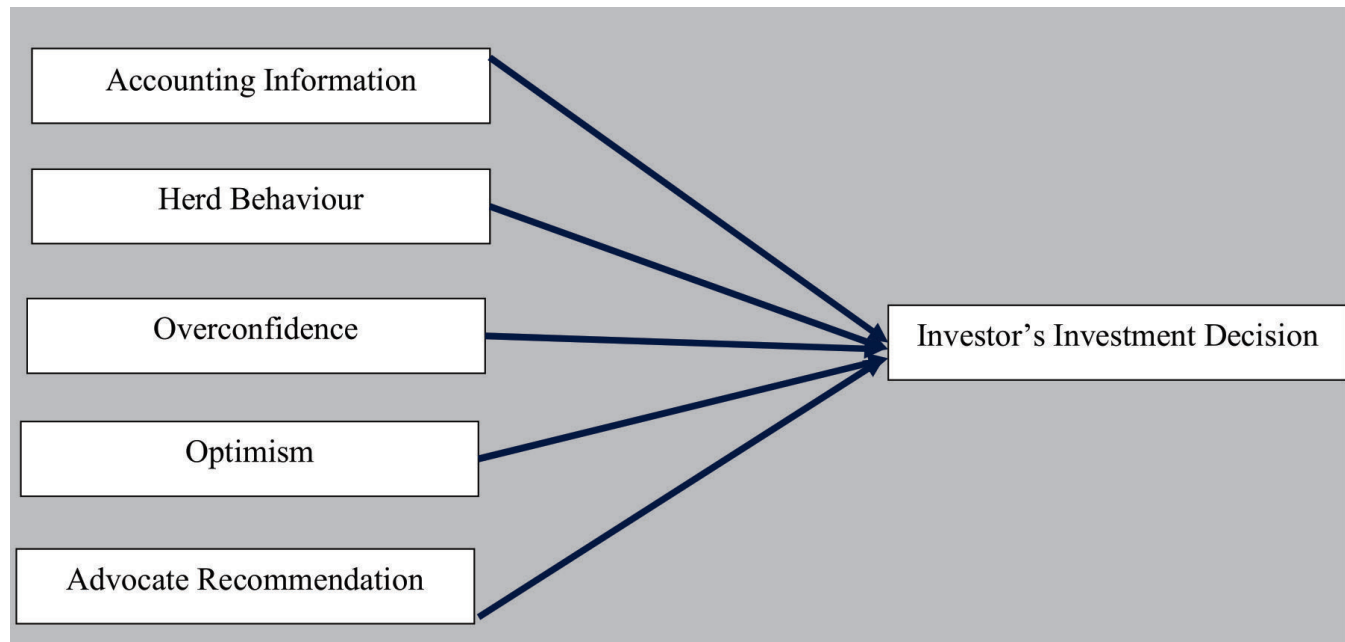 Accounting Information
Herd Behaviour
Overconfidence
Investor’s Investment Decision
Optimism
Advocate Recommendation